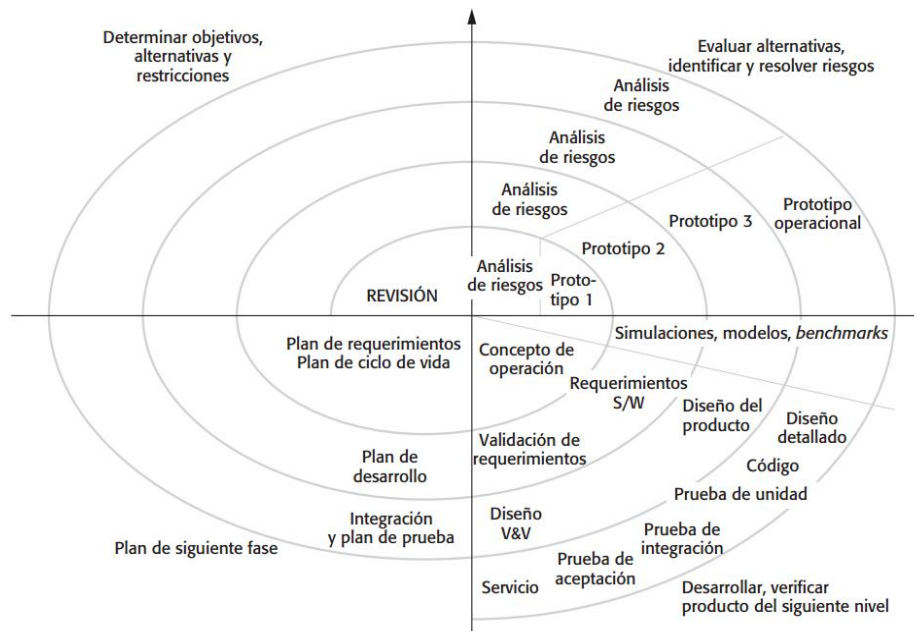 Determinar objetivos,
alternativas y
restricciones
Evaluar alternativas,
identificar y resolver riesgos
Análisis
de riesgos
Análisis
de riesgos
Análisis
de riesgos
Análisis
de riesgos
Proto-
tipo 1
Prototipo 2
Prototipo 3
Prototipo
operacional
REVISIÓN
Simulaciones, modelos, benchmarks
Plan de requerimientos
Plan de ciclo de vida
Concepto de
operación
Requerimientos
S/W
Diseño del
producto
Diseño
detallado
Plan de
desarrollo
Validación de
requerimientos
Código
Prueba de unidad
Integración
y plan de prueba
Diseño
V&V
Prueba de
integración
Plan de siguiente fase
Prueba de
aceptación
Servicio
Desarrollar, verificar
producto del siguiente nivel